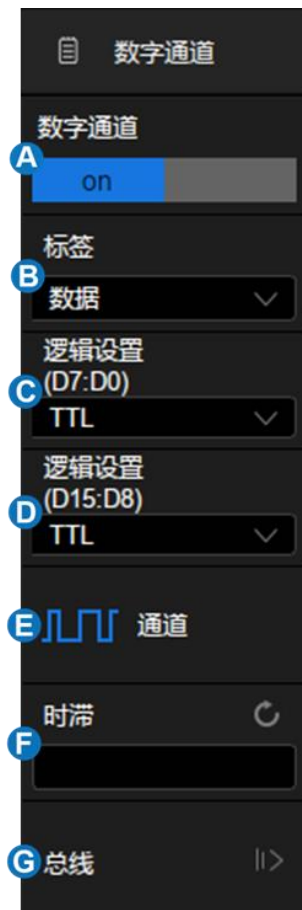 数字通道
数字通道
A
on
标签
B
数据
逻辑设置
(D7:D0)
C
TTL
逻辑设置
(D15:D8)
D
TTL
E
通道
时滞
F
G
总线